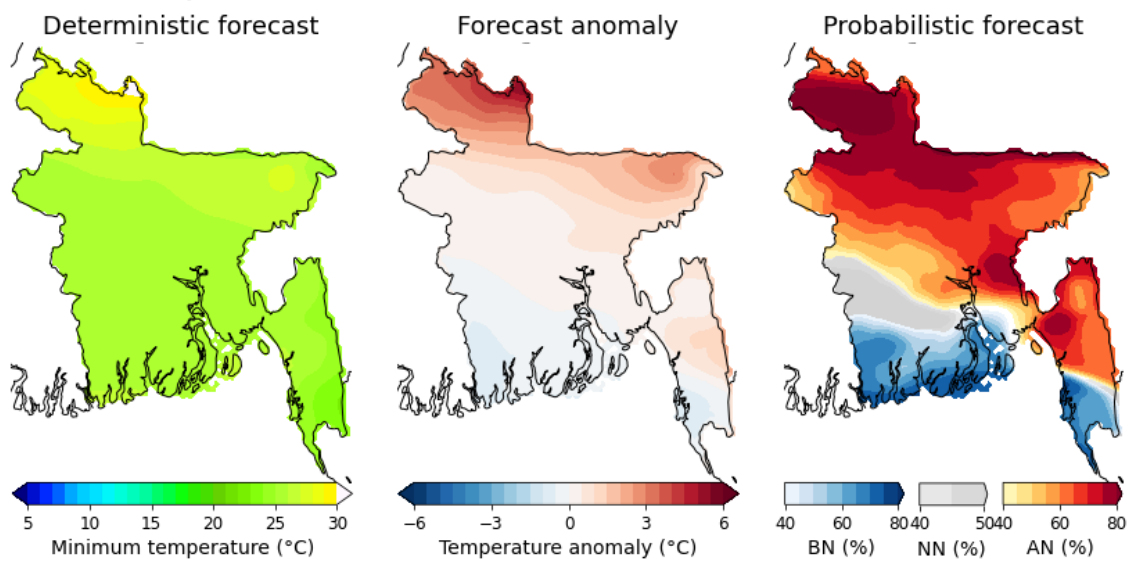 Deterministic forecast
Forecast anomaly
Probabilistic forecast
5 10 15 20 25 30
Minimum temperature (°C)
−6 −3 0 3 6
Temperature anomaly (°C)
40 60 80
BN (%)
40 50
NN (%)
40 60 80
AN (%)